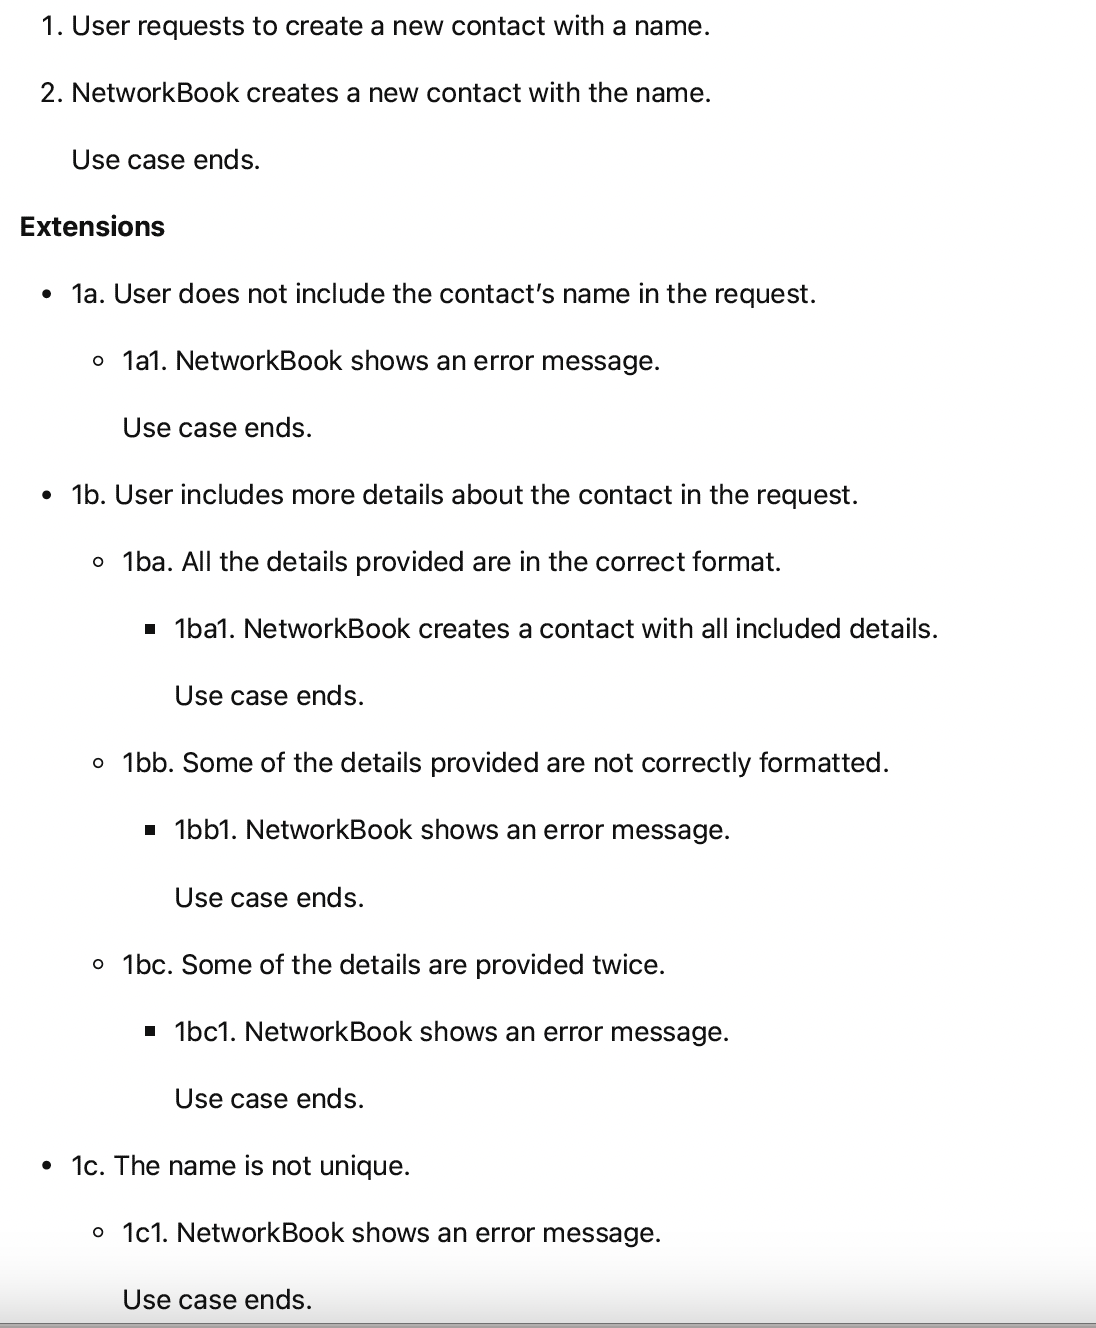 1. User requests to create a new contact with a name.
2. NetworkBook creates a new contact with the name.
Use case ends.
Extensions
• 1a. User does not include the contact’s name in the request.
◦ 1a1. NetworkBook shows an error message.
Use case ends.
• 1b. User includes more details about the contact in the request.
◦ 1ba. All the details provided are in the correct format.
▪ 1ba1. NetworkBook creates a contact with all included details.
Use case ends.
◦ 1bb. Some of the details provided are not correctly formatted.
▪ 1bb1. NetworkBook shows an error message.
Use case ends.
◦ 1bc. Some of the details are provided twice.
▪ 1bc1. NetworkBook shows an error message.
Use case ends.
• 1c. The name is not unique.
◦ 1c1. NetworkBook shows an error message.
Use case ends.